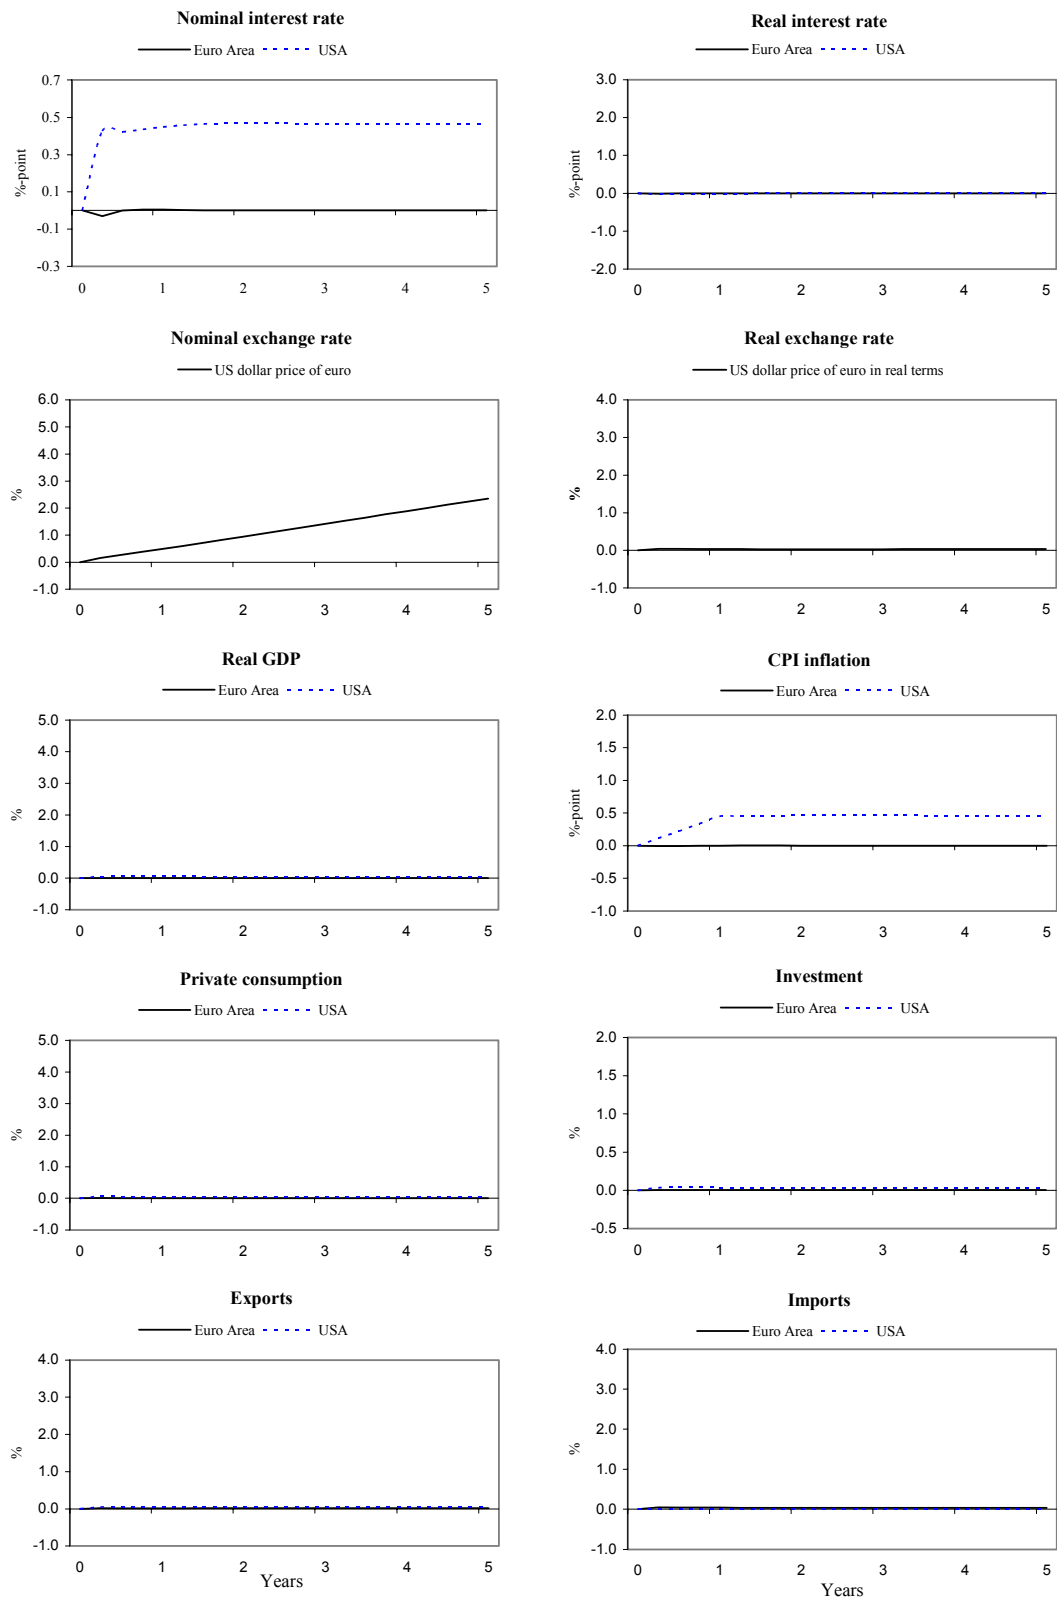 Nominal interest rate
Euro Area USA
0.7
0.5
0.3
0.1
-0.1
-0.3
%-point
0 1 2 3 4 5
Real interest rate
Euro Area USA
3.0
2.0
1.0
0.0
-1.0
-2.0
%-point
0 1 2 3 4 5
Nominal exchange rate
US dollar price of euro
6.0
5.0
4.0
3.0
2.0
1.0
0.0
-1.0
%
0 1 2 3 4 5
Real exchange rate
US dollar price of euro in real terms
4.0
3.0
2.0
1.0
0.0
-1.0
%
0 1 2 3 4 5
Real GDP
Euro Area USA
5.0
4.0
3.0
2.0
1.0
0.0
-1.0
%
0 1 2 3 4 5
CPI inflation
Euro Area USA
2.0
1.5
1.0
0.5
0.0
-0.5
-1.0
%-point
0 1 2 3 4 5
Private consumption
Euro Area USA
5.0
4.0
3.0
2.0
1.0
0.0
-1.0
%
0 1 2 3 4 5
Investment
Euro Area USA
2.0
1.5
1.0
0.5
0.0
-0.5
%
0 1 2 3 4 5
Exports
Euro Area USA
4.0
3.0
2.0
1.0
0.0
-1.0
%
0 1 2 3 4 5
Years
Imports
Euro Area USA
4.0
3.0
2.0
1.0
0.0
-1.0
%
0 1 2 3 4 5
Years